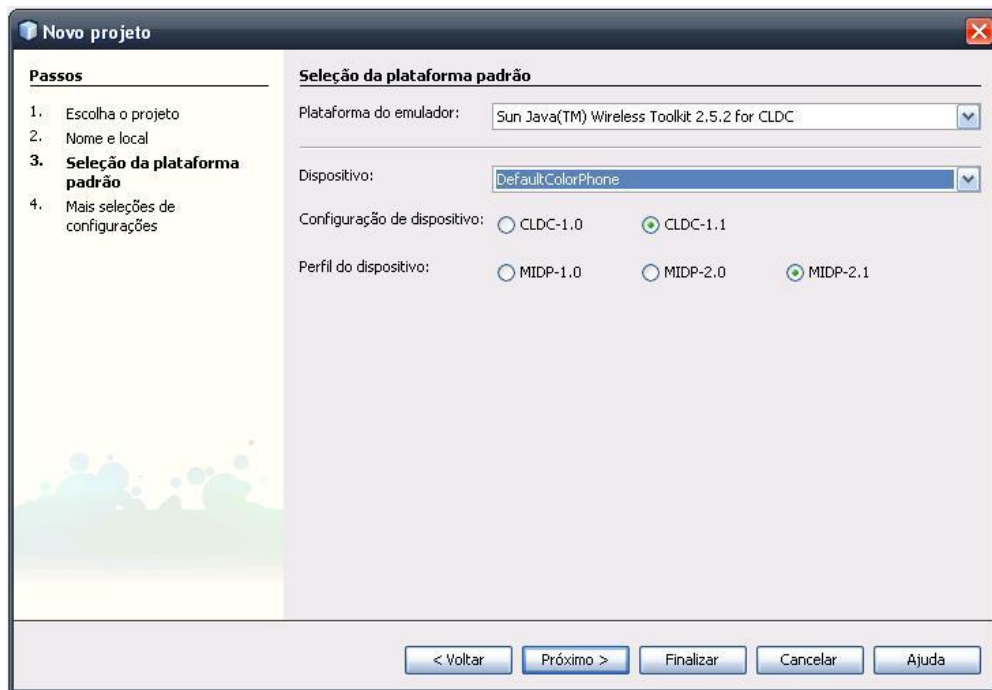 Novo projeto
Passos
1. Escolha o projeto
2. Nome e local
3. Seleção da plataforma
padrão
4. Mais seleções de
configurações
Seleção da plataforma padrão
Plataforma do emulador: Sun Java(TM) Wireless Toolkit 2.5.2 for CLDC
Dispositivo: DefaultColorPhone
Configuração de dispositivo: CLDC-1.0 CLDC-1.1
Perfil do dispositivo: MIDP-1.0 MIDP-2.0 MIDP-2.1
< Voltar Próximo > Finalizar Cancelar Ajuda